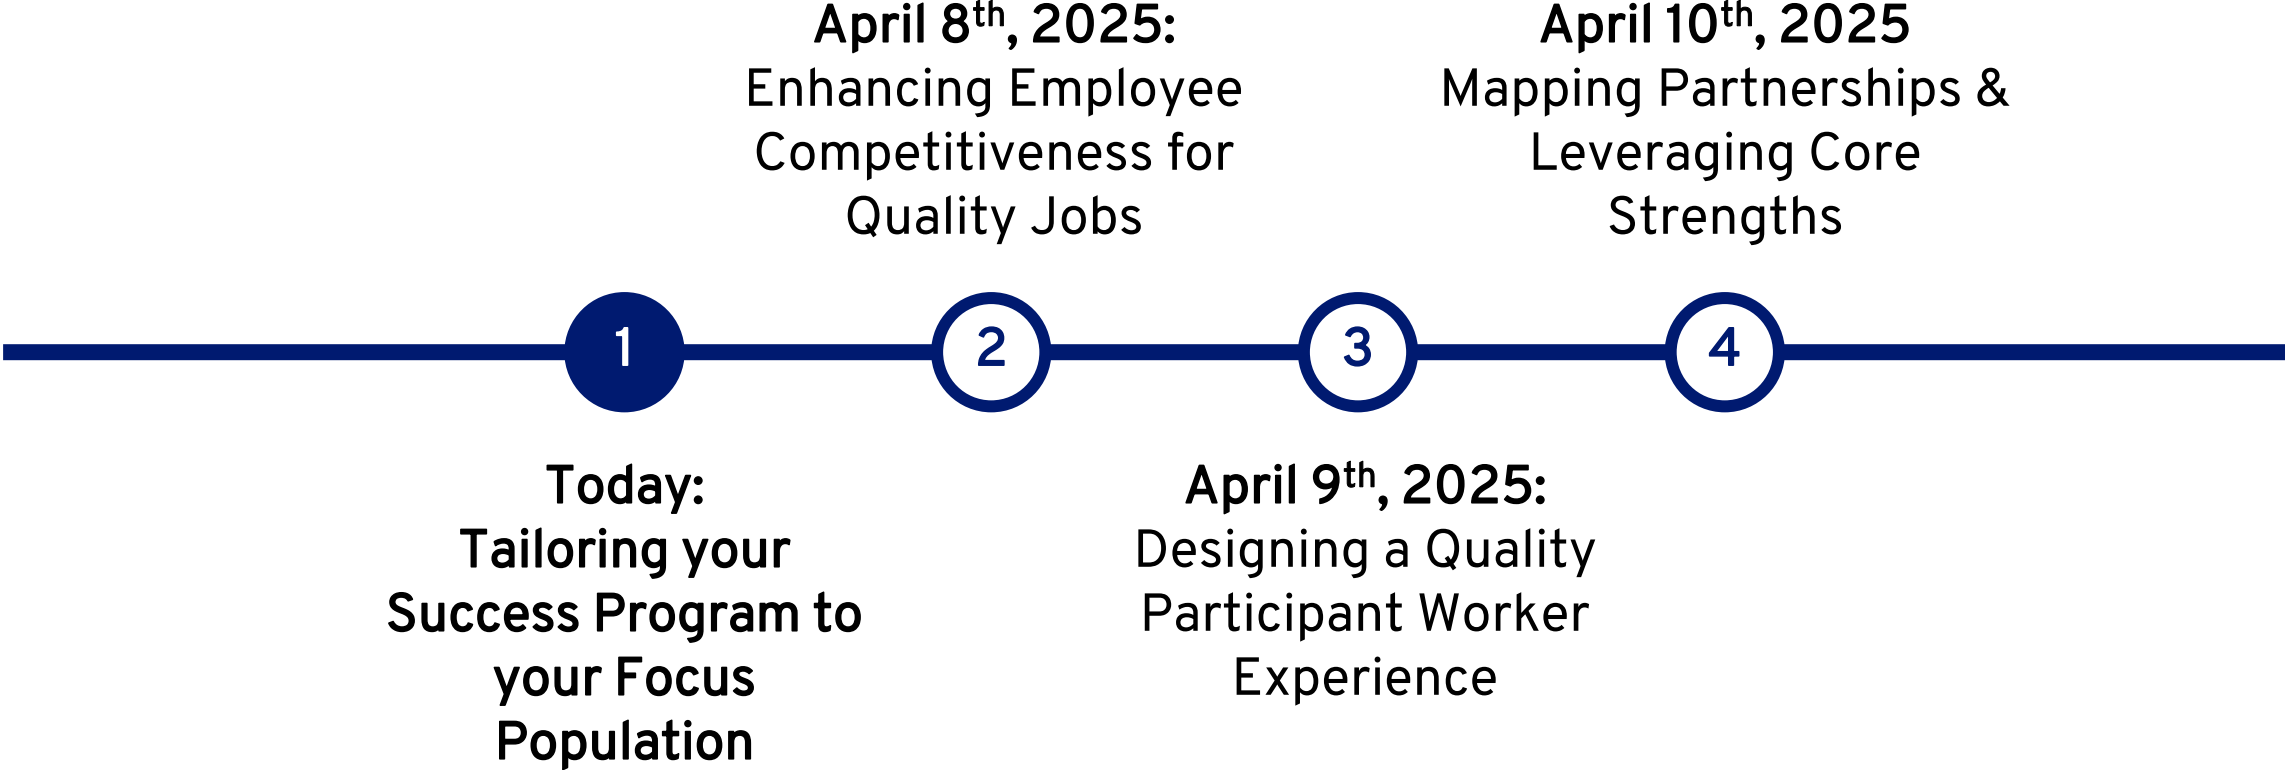 April 8th, 2025:
Enhancing Employee
Competitiveness for
Quality Jobs
April 10th, 2025
Mapping Partnerships &
Leveraging Core
Strengths
1
2
3
4
Today:
Tailoring your
Success Program to
your Focus
Population
April 9th, 2025:
Designing a Quality
Participant Worker
Experience